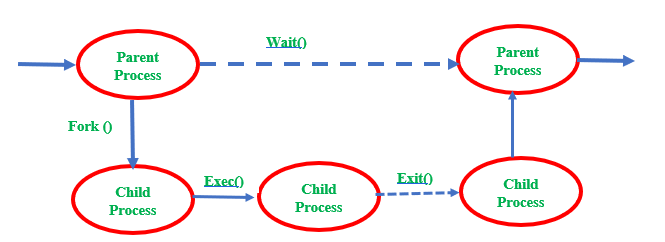 Wait()
Parent
Process
Parent
Process
Fork ()
Child
Process
Exec()
Child
Process
Exit()
Child
Process